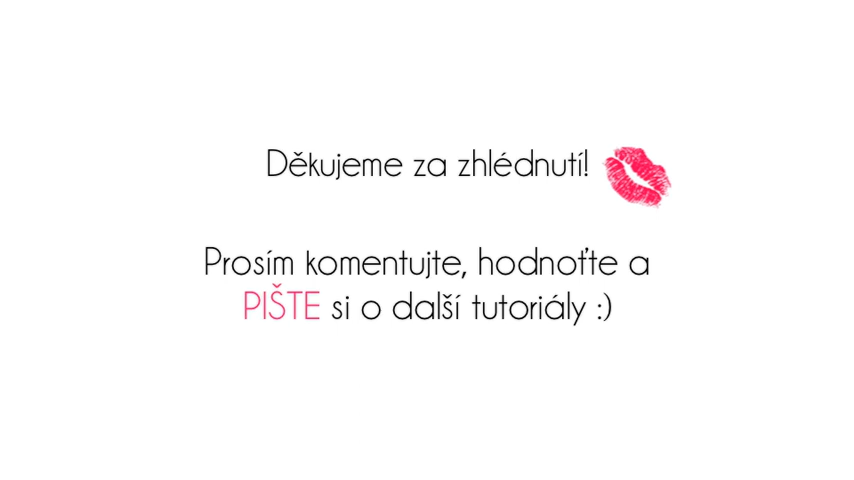 Děkujeme za zhlédnutí!
Prosím komentujte, hodnoťte a
PIŠTE si o další tutoriály :)